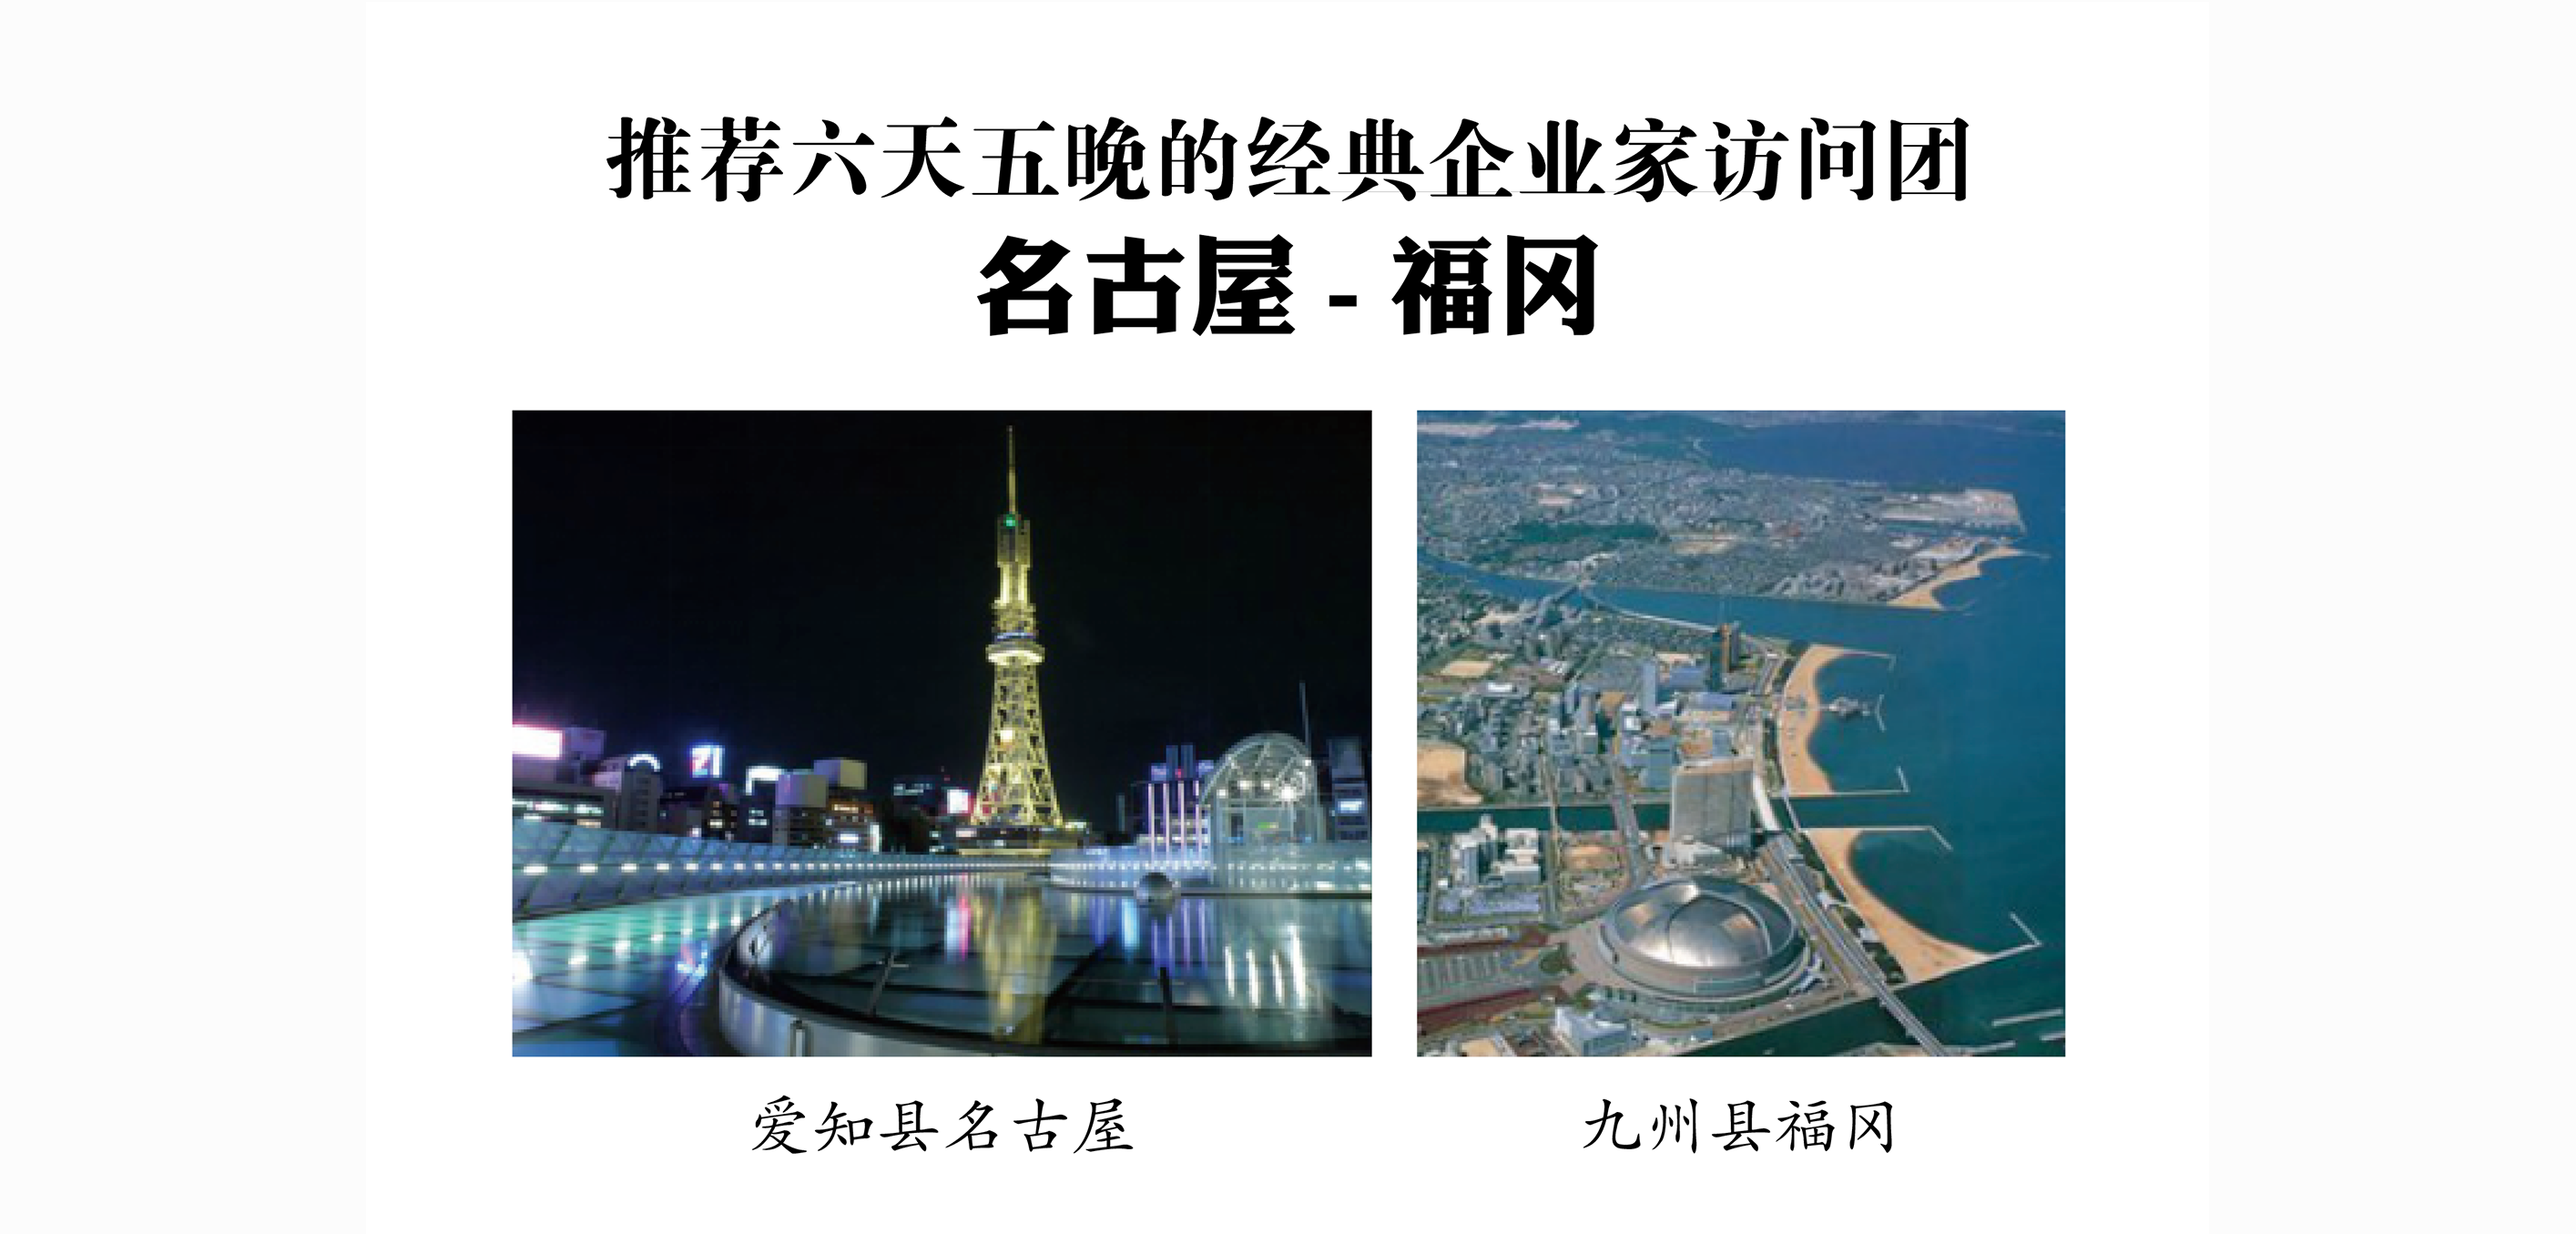 推荐六天五晚的经典企业家访问团
名古屋 - 福冈
爱知县名古屋
九州县福冈